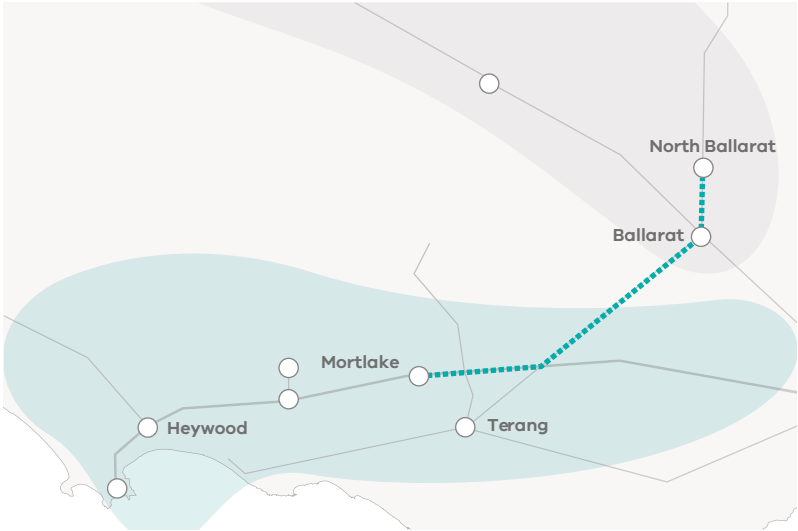 North Ballarat
Ballarat
Mortlake
Heywood
Terang